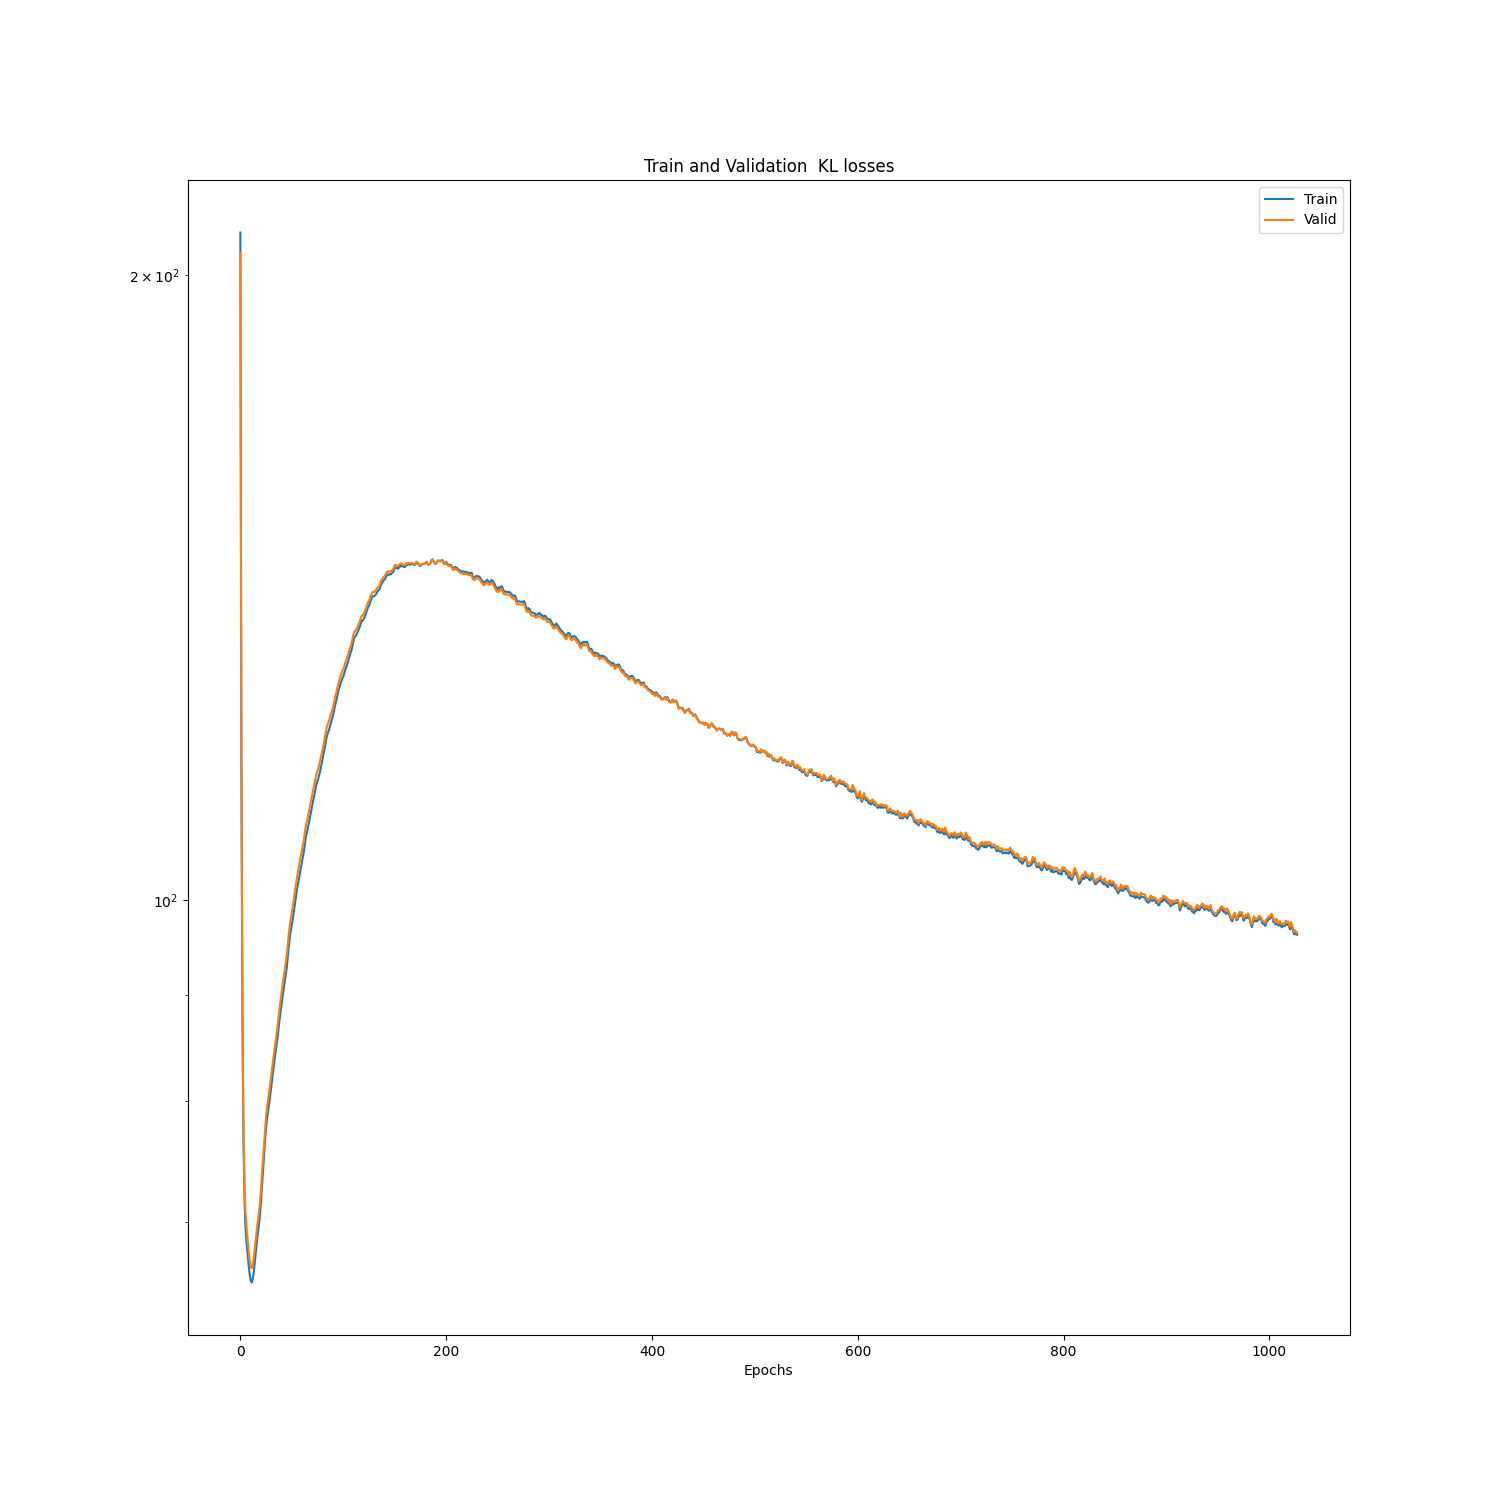 Train and Validation  KL losses
Train
Valid
2 × 10²
10²
0 200 400 600 800 1000
Epochs